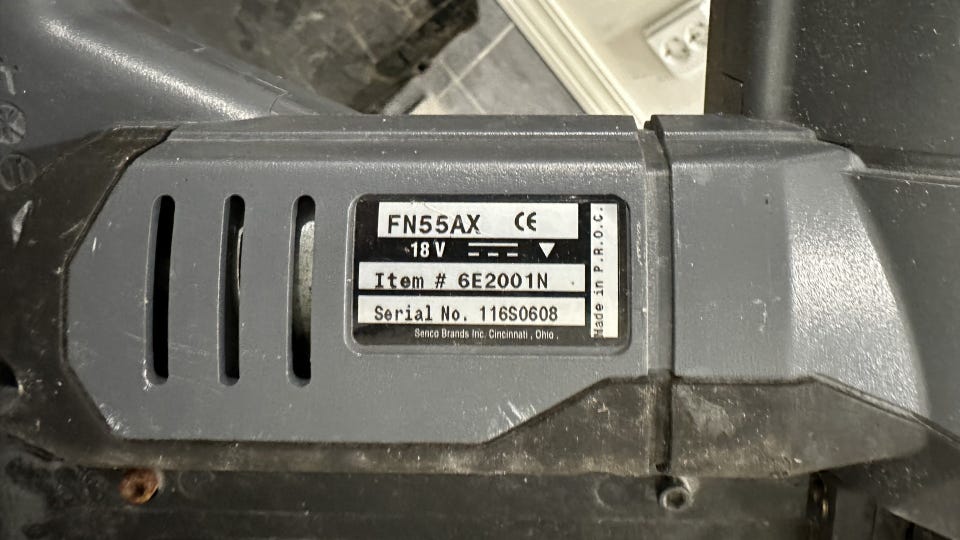 FN55AX CE
18 V
Item # 6E2001N
Serial No. 116S0608
Senco Brands Inc. Cincinnati, Ohio.
Made in P.R.O.C.